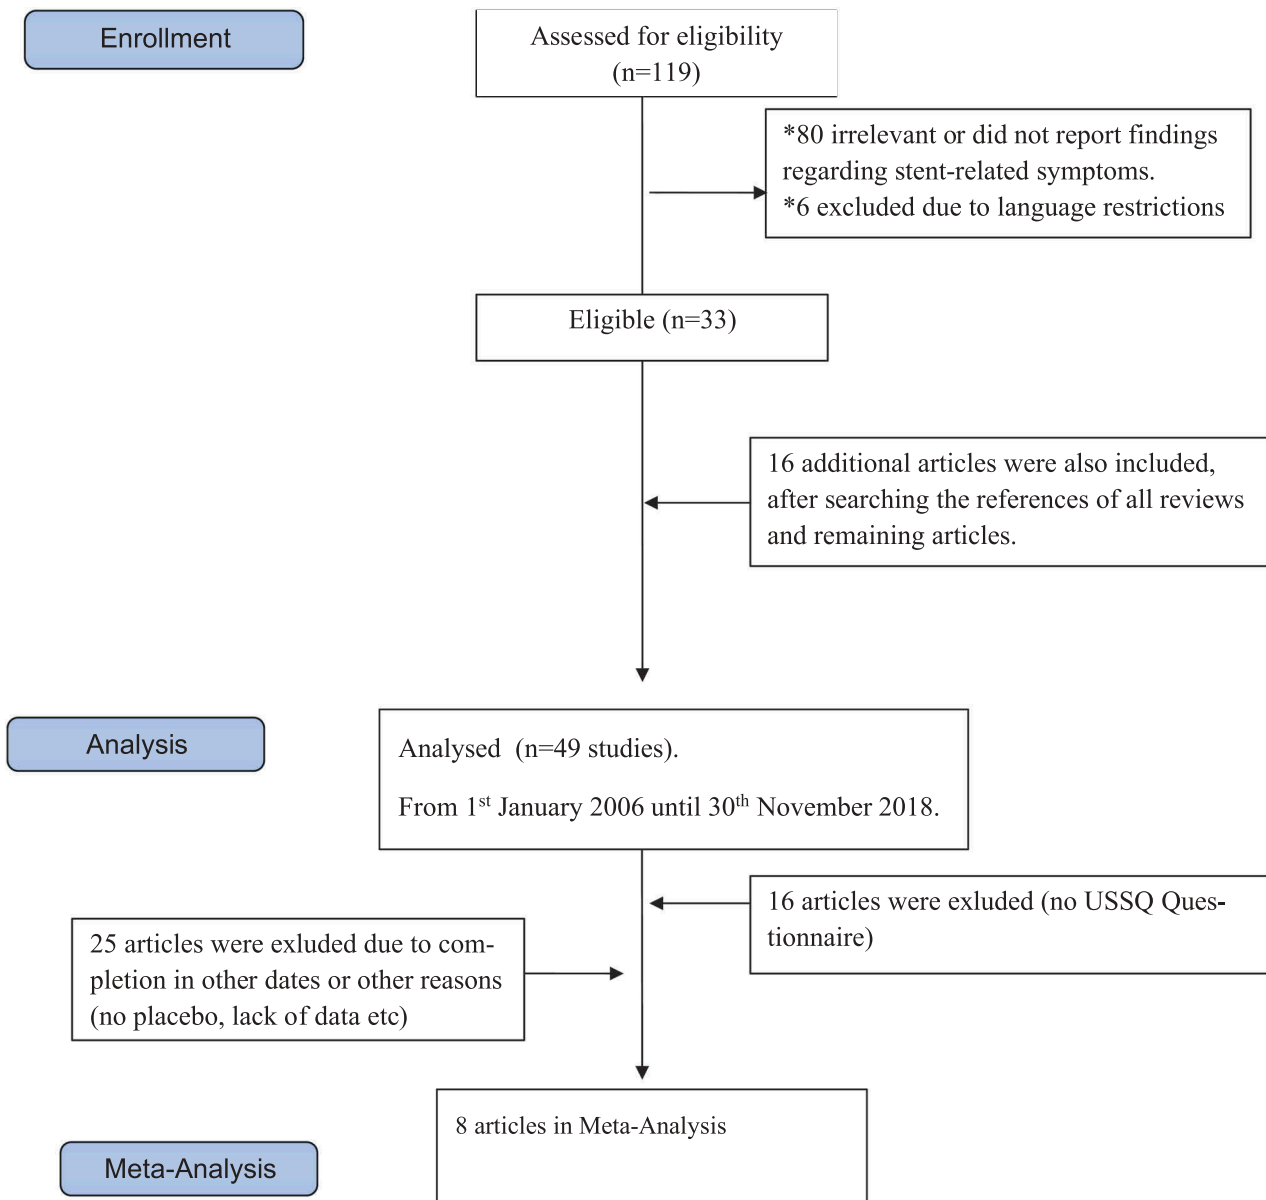 Enrollment
Assessed for eligibility
(n=119)
*80 irrelevant or did not report findings
regarding stent-related symptoms.
*6 excluded due to language restrictions
Eligible (n=33)
16 additional articles were also included,
after searching the references of all reviews
and remaining articles.
Analysis
Analysed (n=49 studies).
From 1st January 2006 until 30th November 2018.
16 articles were exluded (no USSQ Ques-
tionnaire)
25 articles were exluded due to com-
pletion in other dates or other reasons
(no placebo, lack of data etc)
8 articles in Meta-Analysis
Meta-Analysis